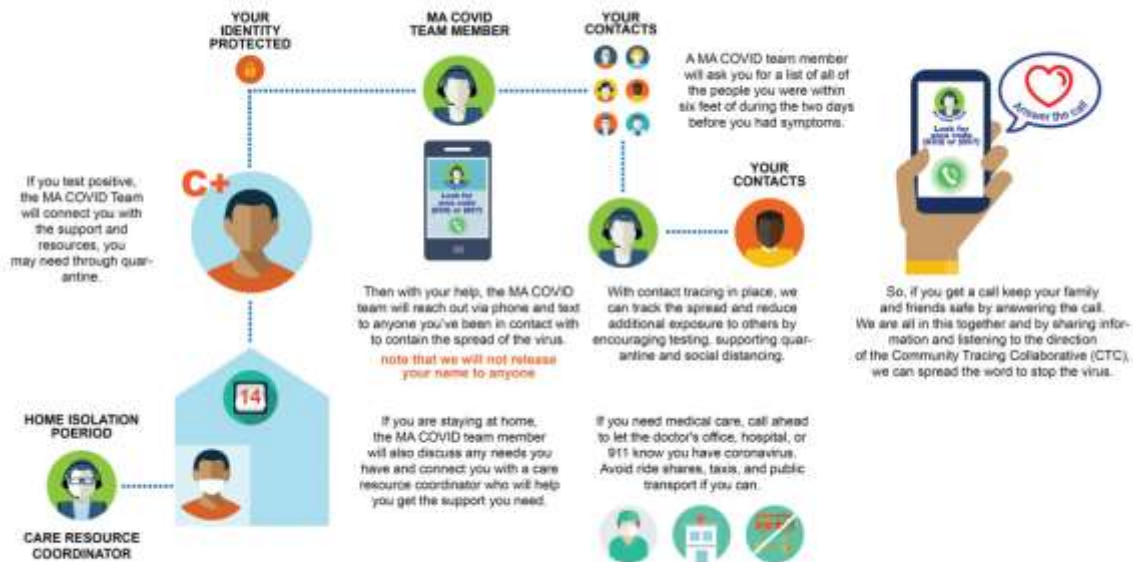 YOUR
IDENTITY
PROTECTED
MA COVID
TEAM MEMBER
YOUR
CONTACTS
A MA COVID team member
will ask you for a list of all of
the people you were within
six feet of during the two days
before you had symptoms.
Answer the call
Look for
area code
If you test positive,
the MA COVID Team
will connect you with
the support and
resources, you
may need through quar-
antine.
C+
Look for
area code
YOUR
CONTACTS
Then with your help, the MA COVID
team will reach out via phone and text
to anyone you've been in contact with
to contain the spread of the virus.
note that we will not release
your name to anyone
With contact tracing in place, we
can track the spread and reduce
additional exposure to others by
encouraging testing, supporting quar-
antine and social distancing.
So, if you get a call keep your family
and friends safe by answering the call.
We are all in this together and by sharing infor-
mation and listening to the direction
of the Community Tracing Collaborative (CTC),
we can spread the word to stop the virus.
14
HOME ISOLATION
POERIOD
CARE RESOURCE
COORDINATOR
If you are staying at home,
the MA COVID team member
will also discuss any needs you
have and connect you with a care
resource coordinator who will help
you get the support you need.
If you need medical care, call ahead
to let the doctor's office, hospital, or
911 know you have coronavirus.
Avoid ride shares, taxis, and public
transport if you can.